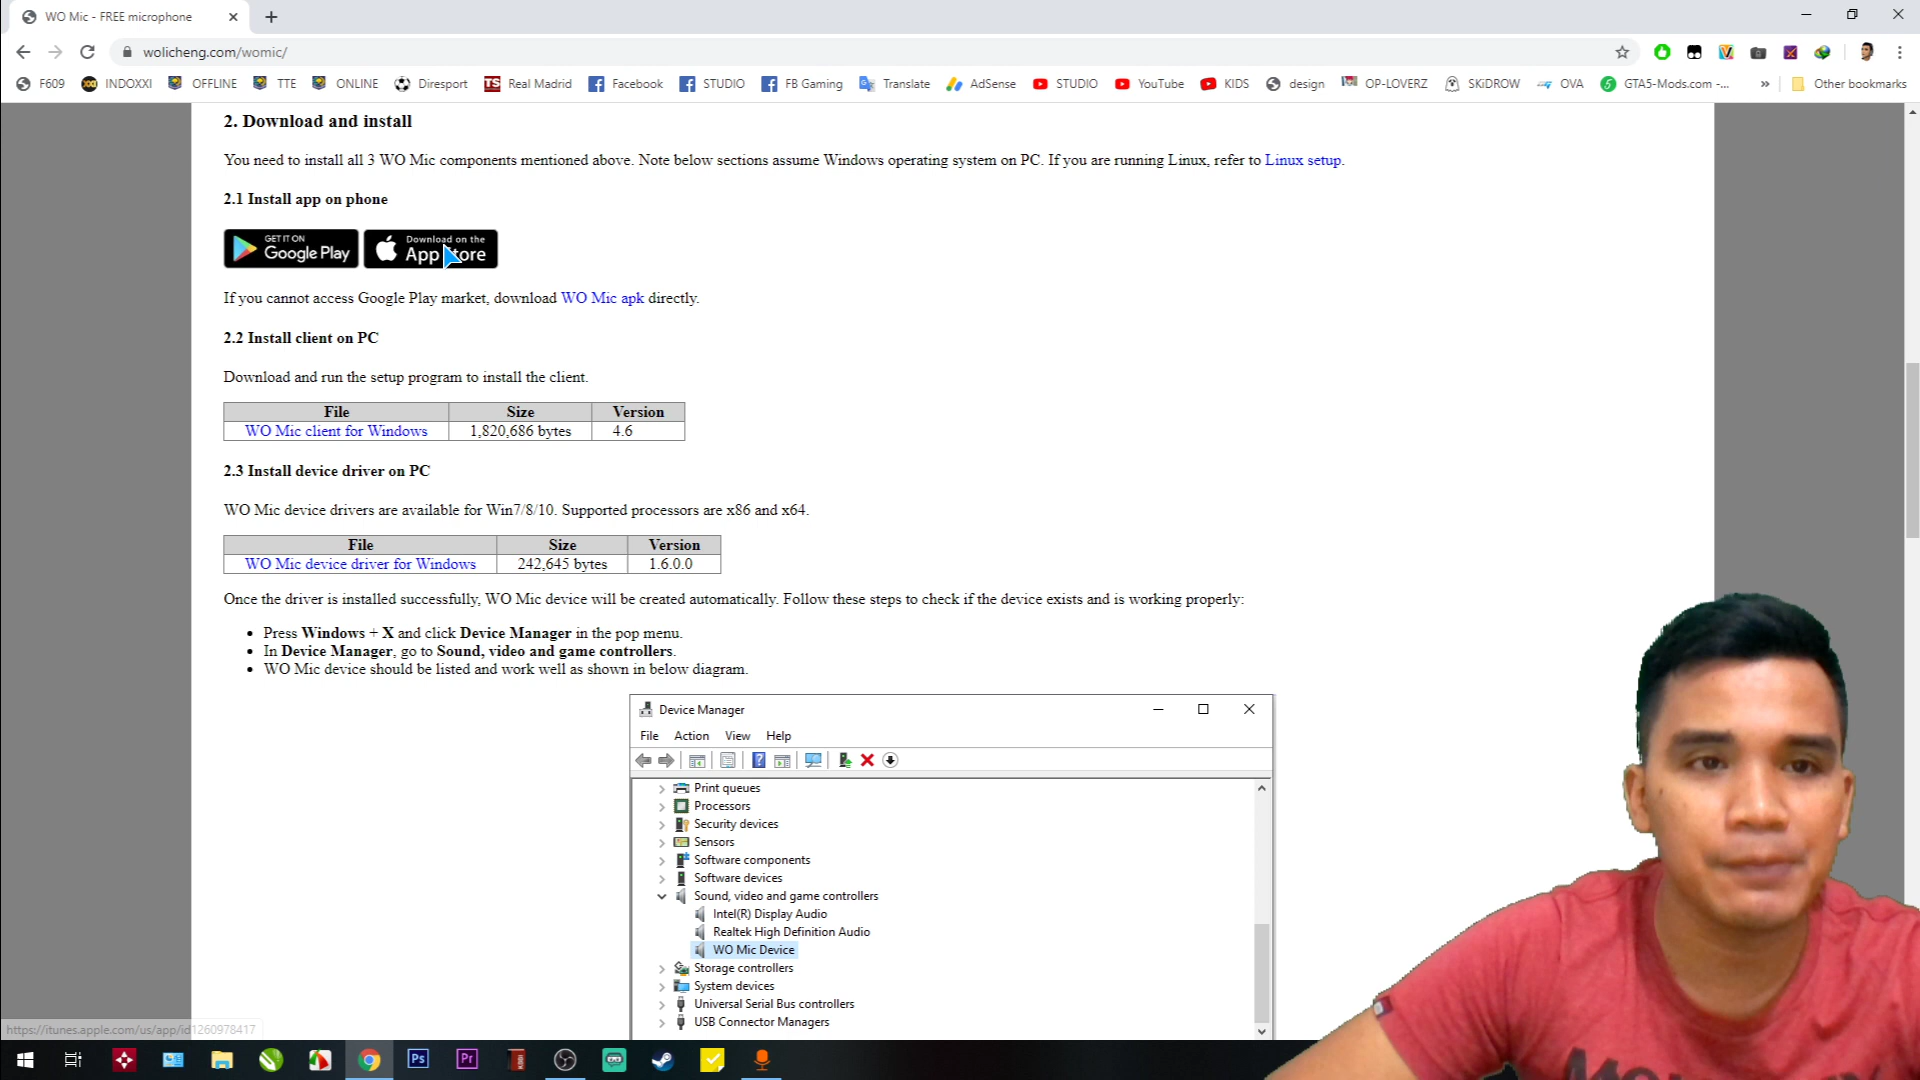 WO Mic - FREE microphone
wolicheng.com/womic/
F609 INDOXXI OFFLINE TTE ONLINE Diresport Real Madrid Facebook STUDIO FB Gaming Translate AdSense STUDIO YouTube KIDS design OP-LOVERZ SKiDROW OVA GTA5-Mods.com -... » Other bookmarks
2. Download and install
You need to install all 3 WO Mic components mentioned above. Note below sections assume Windows operating system on PC. If you are running Linux, refer to Linux setup.
2.1 Install app on phone
GET IT ON Download on the
Google Play App Store
If you cannot access Google Play market, download WO Mic apk directly.
2.2 Install client on PC
Download and run the setup program to install the client.
File Size Version
WO Mic client for Windows 1,820,686 bytes 4.6
2.3 Install device driver on PC
WO Mic device drivers are available for Win7/8/10. Supported processors are x86 and x64.
File Size Version
WO Mic device driver for Windows 242,645 bytes 1.6.0.0
Once the driver is installed successfully, WO Mic device will be created automatically. Follow these steps to check if the device exists and is working properly:
• Press Windows + X and click Device Manager in the pop menu.
• In Device Manager, go to Sound, video and game controllers.
• WO Mic device should be listed and work well as shown in below diagram.
Device Manager
File Action View Help
Print queues
Processors
Security devices
Sensors
Software components
Software devices
Sound, video and game controllers
Intel(R) Display Audio
Realtek High Definition Audio
WO Mic Device
Storage controllers
System devices
Universal Serial Bus controllers
USB Connector Managers
https://itunes.apple.com/us/app/id1260978417
Ps Pr